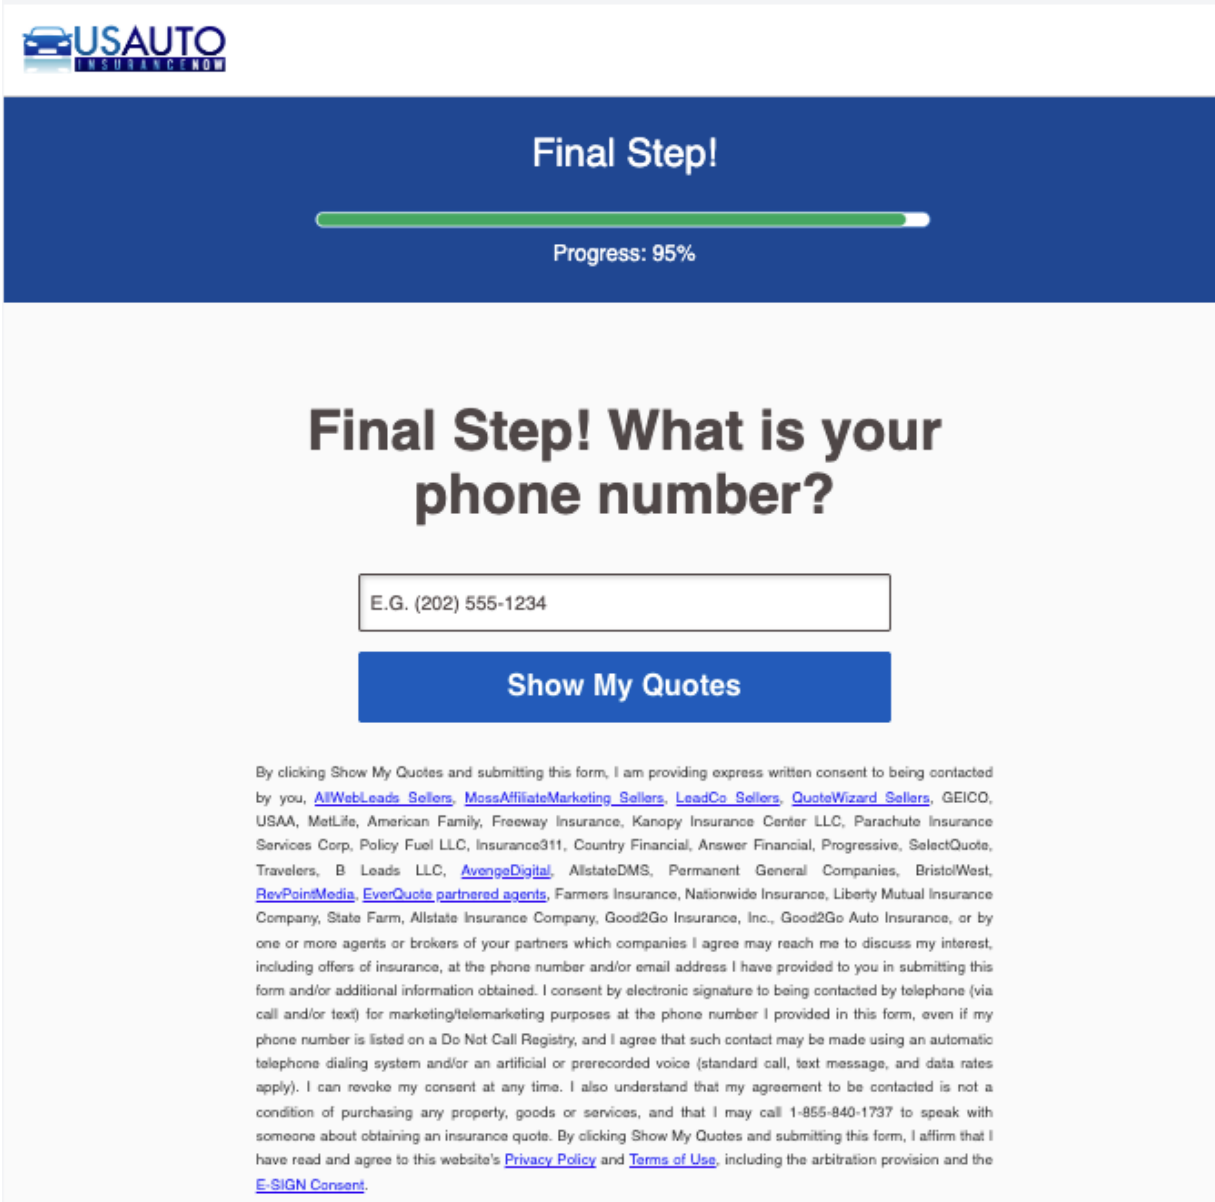 USAUTO
INSURANCENOW
Final Step!
Progress: 95%
Final Step! What is your
phone number?
E.G. (202) 555-1234
Show My Quotes
By clicking Show My Quotes and submitting this form, I am providing express written consent to being contacted
by you, AllWebLeads Sellers, MossAffiliateMarketing Sellers, LeadCo Sellers, QuoteWizard Sellers, GEICO,
USAA, MetLife, American Family, Freeway Insurance, Kanopy Insurance Center LLC, Parachute Insurance
Services Corp, Policy Fuel LLC, Insurance311, Country Financial, Answer Financial, Progressive, SelectQuote,
Travelers, B Leads LLC, AvengeDigital, AllstateDMS, Permanent General Companies, BristolWest,
RevPointMedia, EverQuote partnered agents, Farmers Insurance, Nationwide Insurance, Liberty Mutual Insurance
Company, State Farm, Allstate Insurance Company, Good2Go Insurance, Inc., Good2Go Auto Insurance, or by
one or more agents or brokers of your partners which companies I agree may reach me to discuss my interest,
including offers of insurance, at the phone number and/or email address I have provided to you in submitting this
form and/or additional information obtained. I consent by electronic signature to being contacted by telephone (via
call and/or text) for marketing/telemarketing purposes at the phone number I provided in this form, even if my
phone number is listed on a Do Not Call Registry, and I agree that such contact may be made using an automatic
telephone dialing system and/or an artificial or prerecorded voice (standard call, text message, and data rates
apply). I can revoke my consent at any time. I also understand that my agreement to be contacted is not a
condition of purchasing any property, goods or services, and that I may call 1-855-840-1737 to speak with
someone about obtaining an insurance quote. By clicking Show My Quotes and submitting this form, I affirm that I
have read and agree to this website's Privacy Policy and Terms of Use, including the arbitration provision and the
E-SIGN Consent.